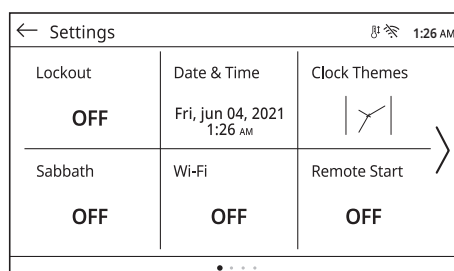 Settings
1:26 AM
Lockout
OFF
Date & Time
Fri, jun 04, 2021
1:26 AM
Clock Themes
Sabbath
OFF
Wi-Fi
OFF
Remote Start
OFF